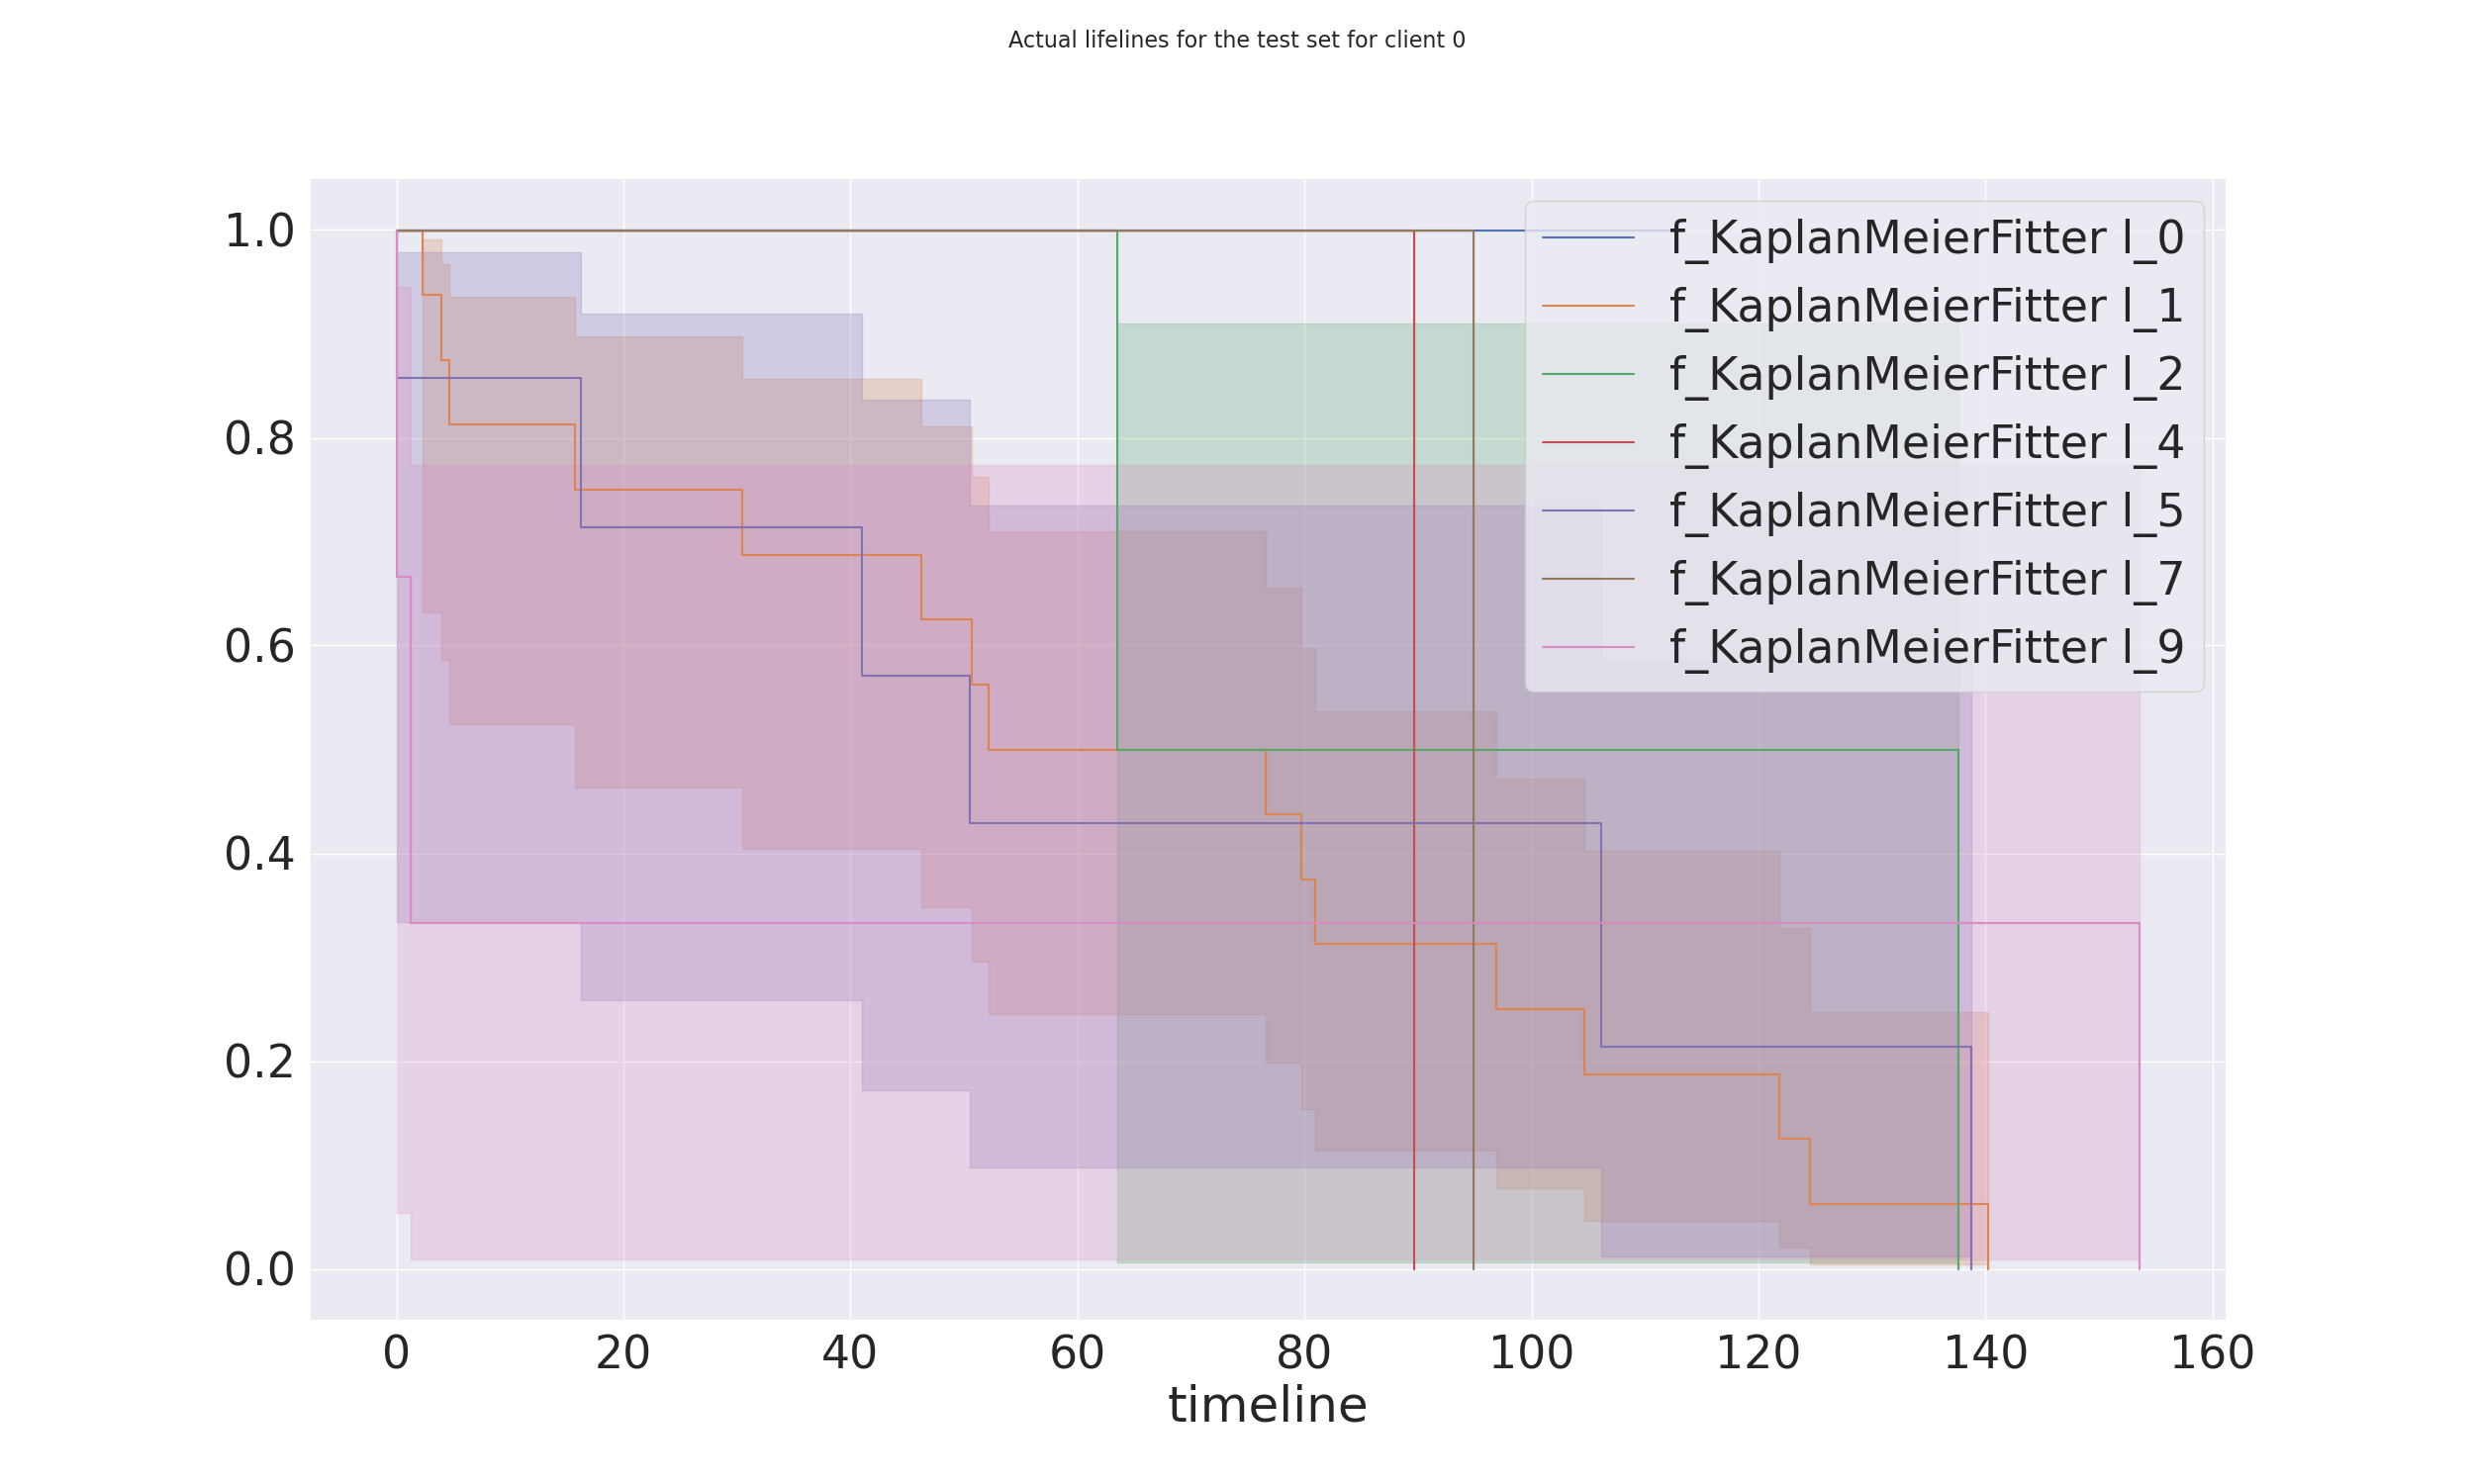 Actual lifelines for the test set for client 0
1.0
0.8
0.6
0.4
0.2
0.0
f_KaplanMeierFitter l_0
f_KaplanMeierFitter l_1
f_KaplanMeierFitter l_2
f_KaplanMeierFitter l_4
f_KaplanMeierFitter l_5
f_KaplanMeierFitter l_7
f_KaplanMeierFitter l_9
0 20 40 60 80 100 120 140 160
timeline